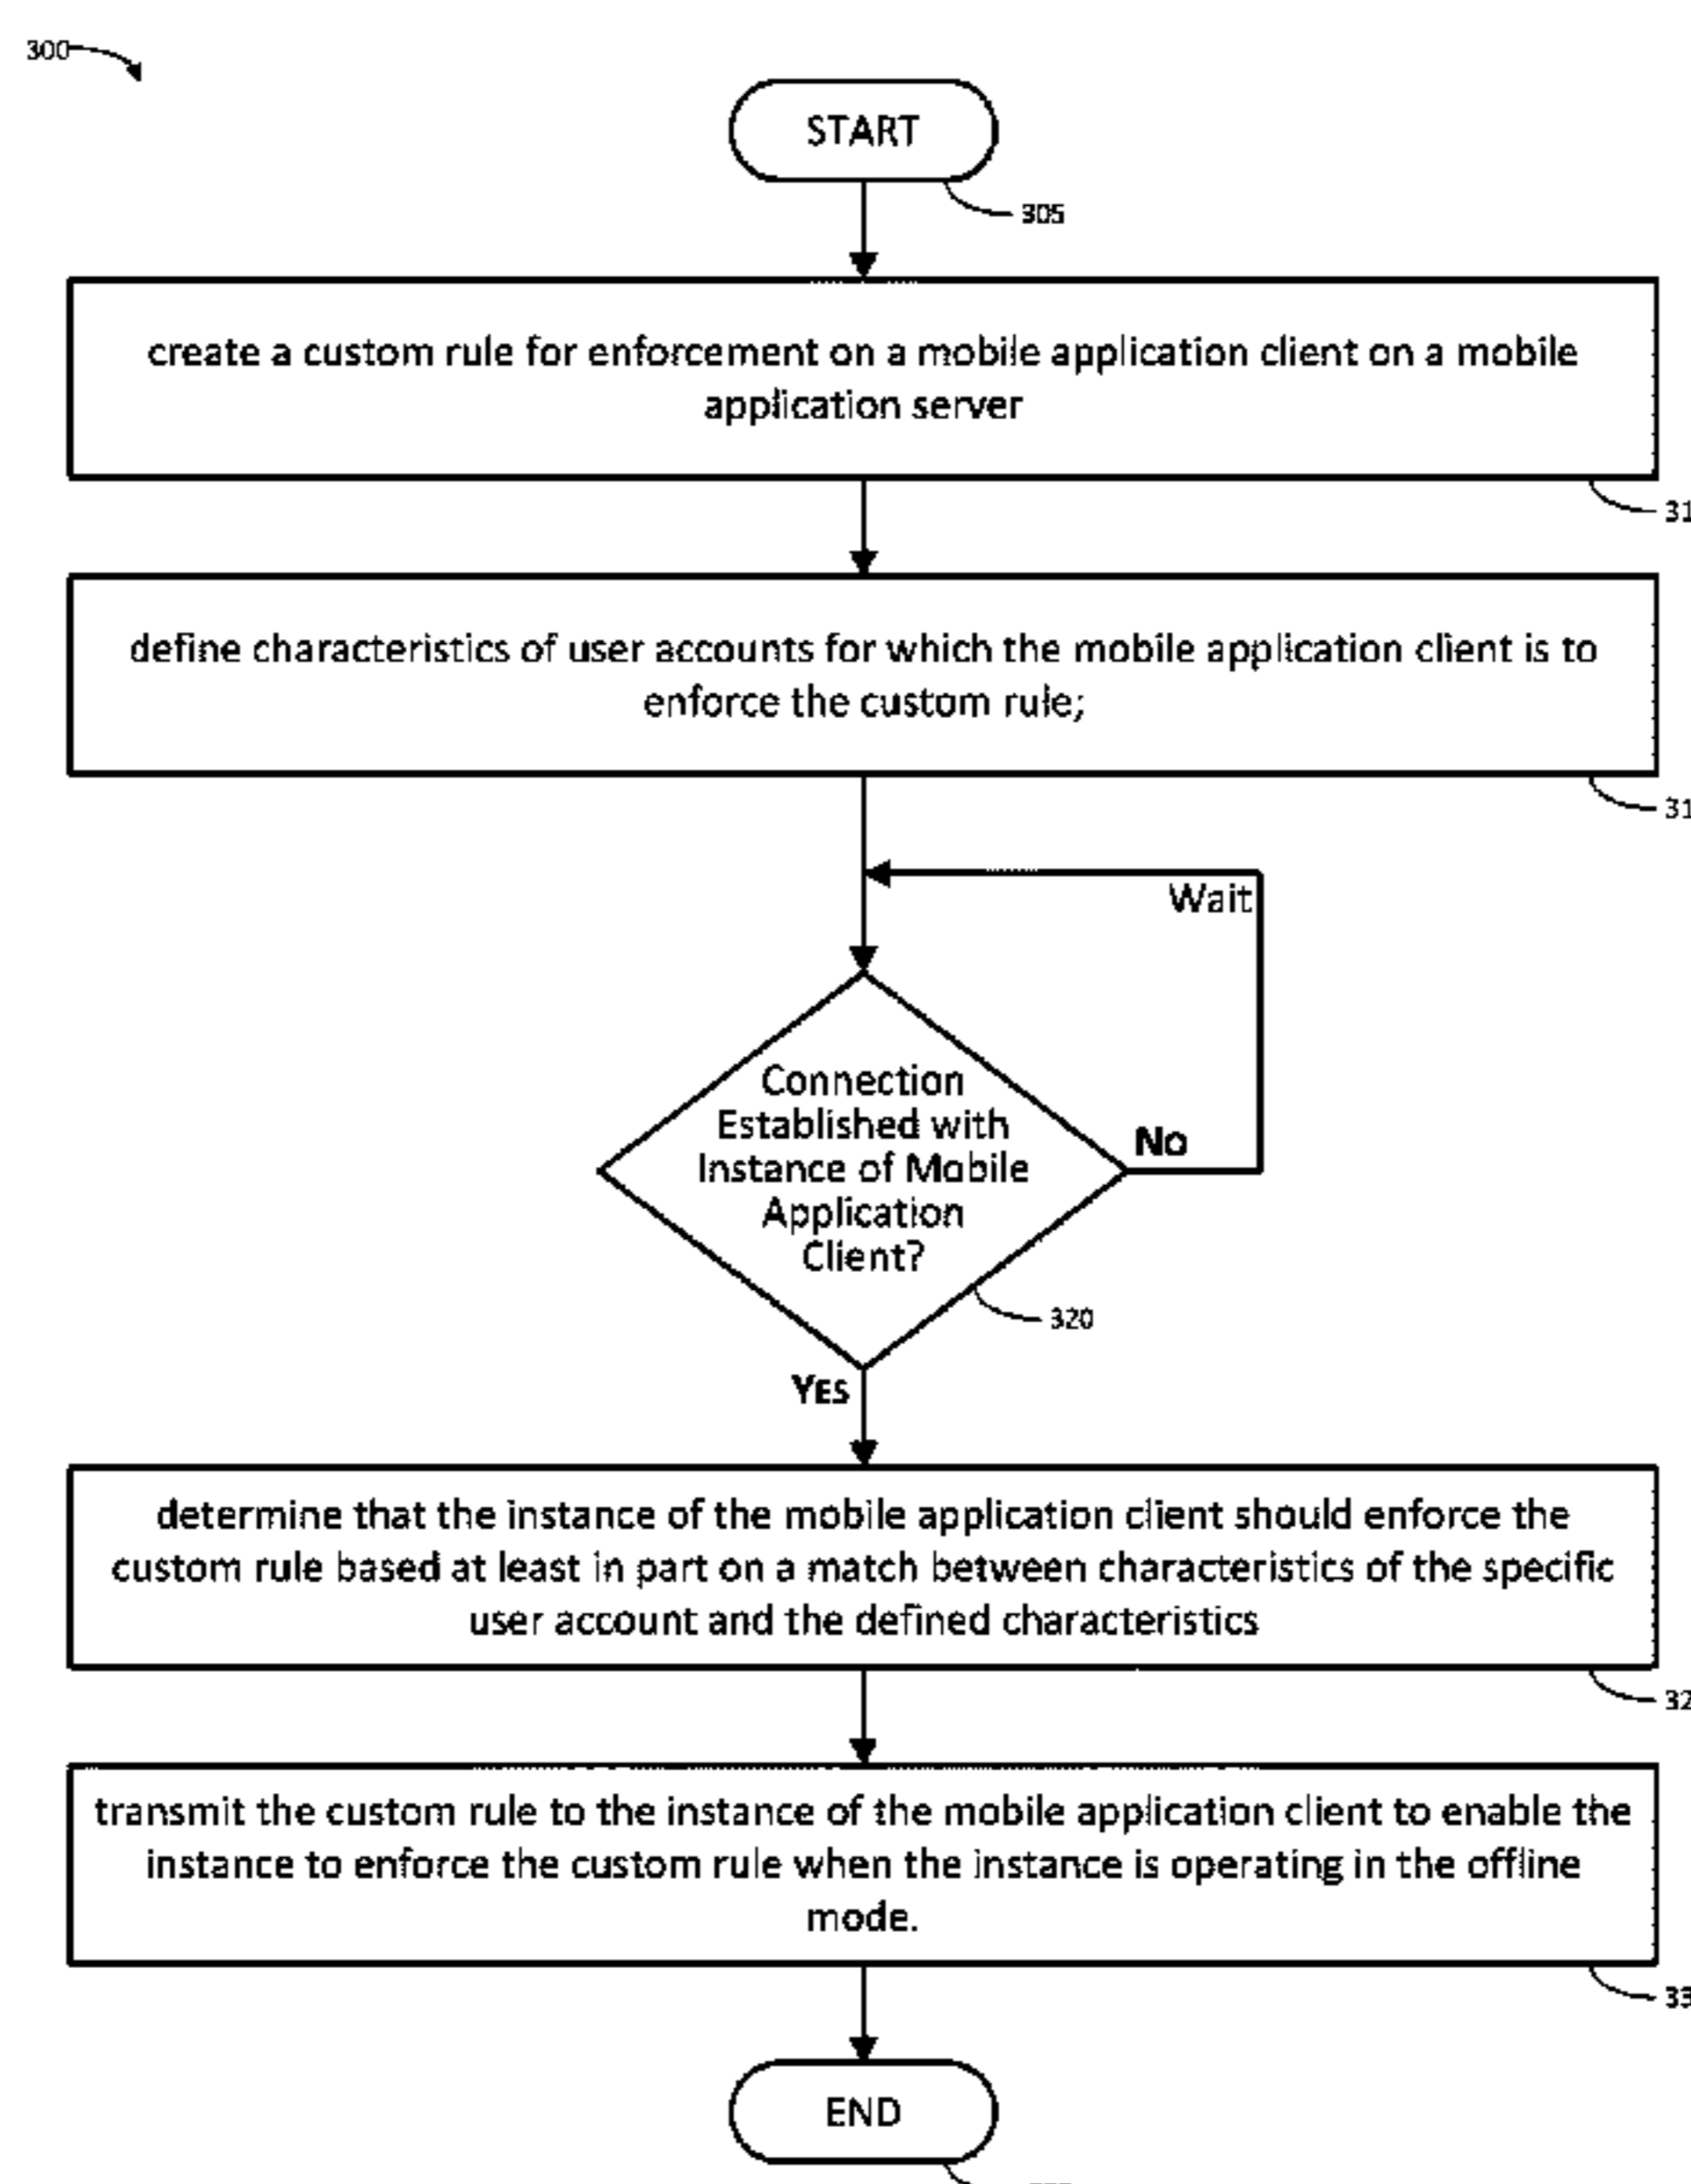 300
START
305
create a custom rule for enforcement on a mobile application client on a mobile
application server
31
define characteristics of user accounts for which the mobile application client is to
enforce the custom rule;
31
Wait
Connection
Established with
Instance of Mobile
Application
Client?
No
320
YES
determine that the instance of the mobile application client should enforce the
custom rule based at least in part on a match between characteristics of the specific
user account and the defined characteristics
32
transmit the custom rule to the instance of the mobile application client to enable the
instance to enforce the custom rule when the instance is operating in the offline
mode.
33
END